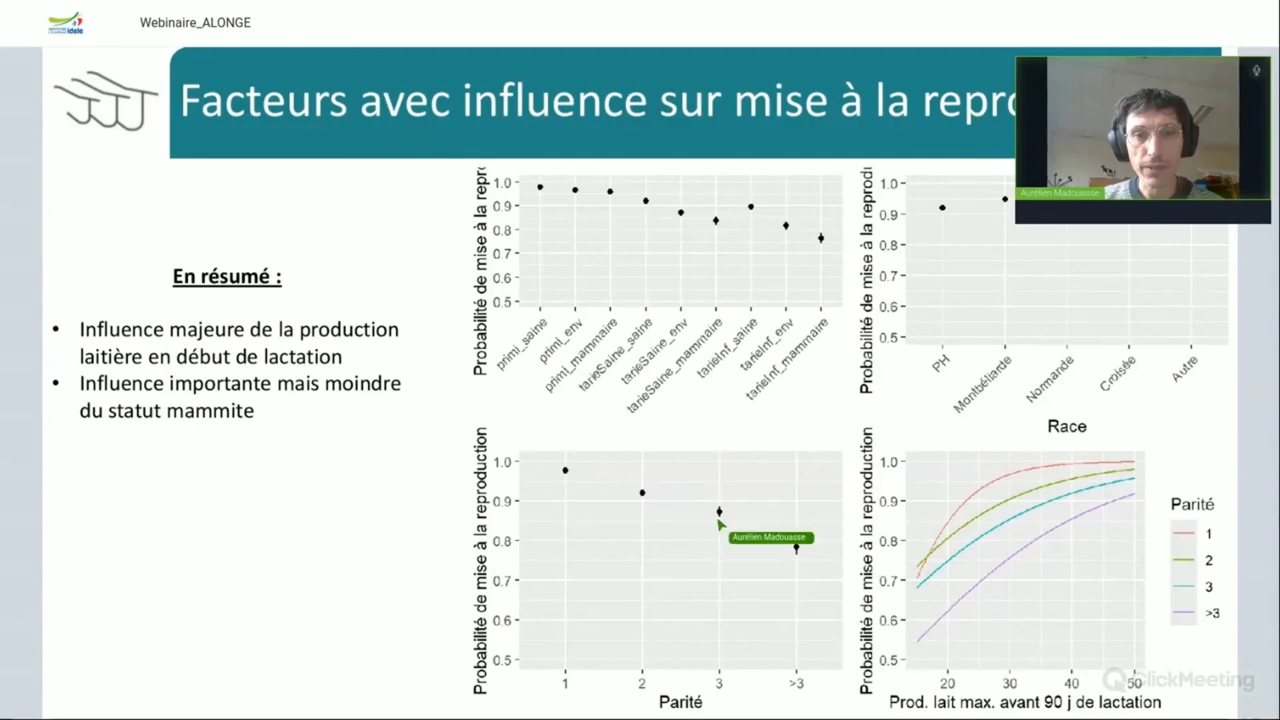 idele
Webinaire_ALONGE
Facteurs avec influence sur mise à la repro
Aurélien Madouasse
En résumé :
• Influence majeure de la production
laitière en début de lactation
• Influence importante mais moindre
du statut mammite
Probabilité de mise à la repr
1.0
0.9
0.8
0.7
0.6
0.5
primi_saine
primi_env
primi_mammaire
tarieSaine_saine
tarieSaine_env
tarieSaine_mammaire
tarieInf_saine
tarieInf_env
tarieInf_mammaire
Probabilité de mise à la reprodu
1.0
0.9
0.8
0.7
0.6
0.5
PH
Montbéliarde
Normande
Croisée
Autre
Race
Probabilité de mise à la reproduction
1.0
0.9
0.8
0.7
0.6
0.5
Aurélien Madouasse
1
2
3
>3
Parité
Probabilité de mise à la reproduction
1.0
0.9
0.8
0.7
0.6
0.5
20
30
40
50
Prod. lait max. avant 90 j de lactation
Parité
1
2
3
>3
ClickMeeting